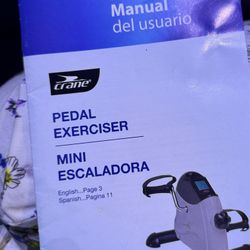 Manual
del usuario
crane®
PEDAL
EXERCISER
MINI
ESCALADORA
English...Page 3
Spanish...Pagina 11